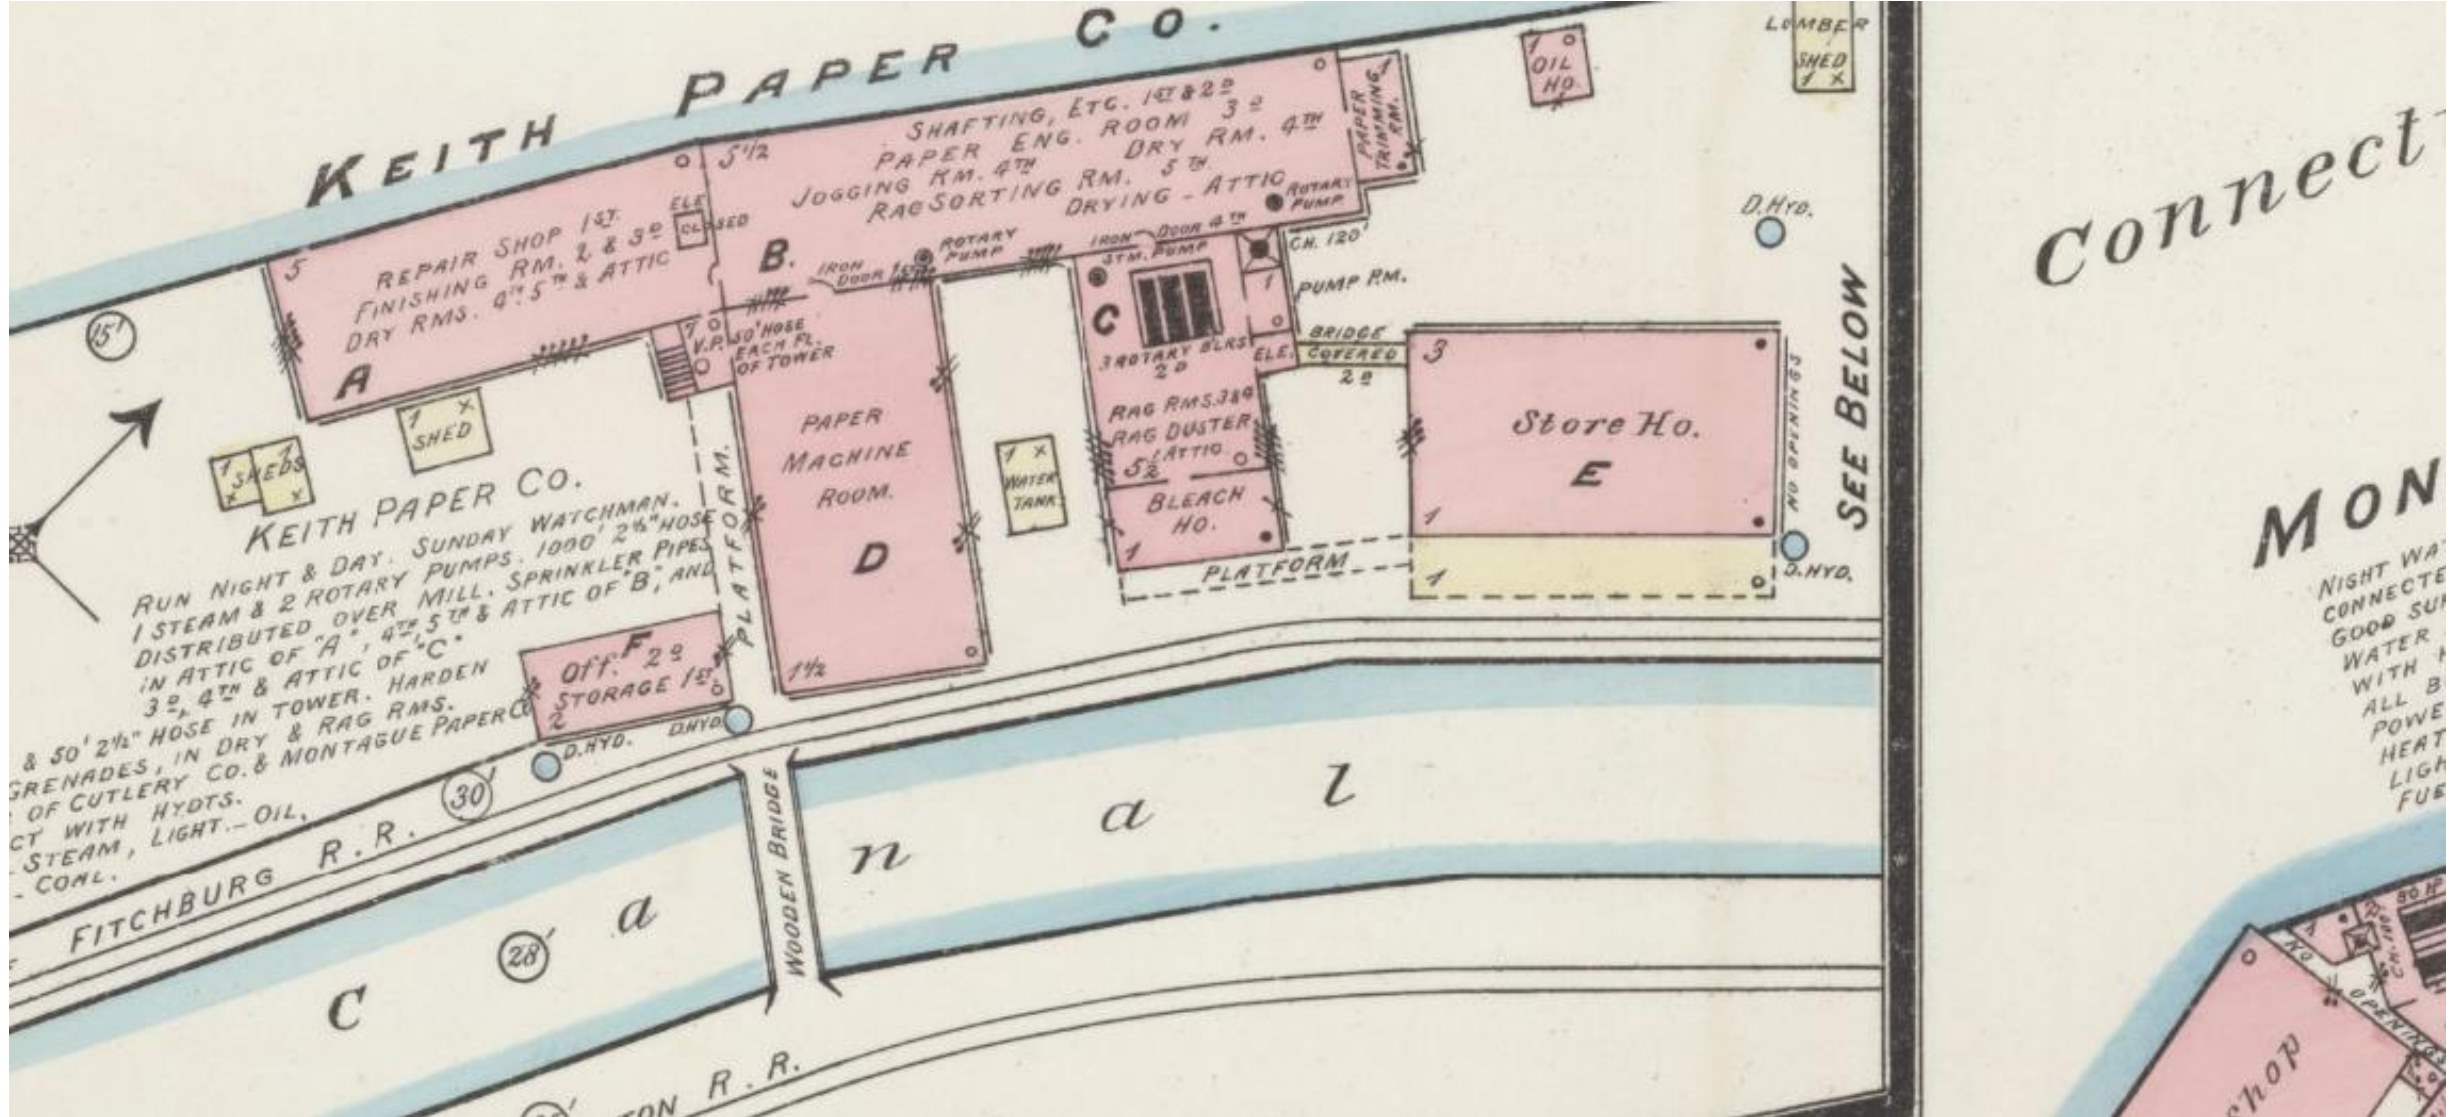 KEITH PAPER CO.
LUMBER
SHED
1 X
1
OIL
HO.
SHAFTING, ETC. 1ST & 2D
PAPER ENG. ROOM 3D
JOGGING RM. 4TH DRY RM. 4TH
RAG SORTING RM. 5TH
DRYING - ATTIC
5 1/2
B.
1
PAPER
TRIMMING
RM.
ROTARY
PUMP
ROTARY
PUMP
IRON DOOR 4TH
IRON
DOOR 1ST
5
REPAIR SHOP 1ST.
FINISHING RM. 2 & 3D
DRY RMS. 4TH 5TH & ATTIC
A
ELE
CLOSED
15'
7
V.P. 50' HOSE
EACH FL.
OF TOWER
STM. PUMP
CH. 120'
PUMP RM.
1
C
3 ROTARY BLRS
2D
ELE.
RAG RMS. 3 & 4
RAG DUSTER
ATTIC
5 1/2
BLEACH
HO.
1
BRIDGE
COVERED
2D
3
Store Ho.
E
1
1
NO OPENINGS
SEE BELOW
D.HYD.
D.HYD.
PLATFORM
PAPER
MACHINE
ROOM.
D
1 1/2
1 X
WATER
TANK
1 X
SHED
1 1
SHEDS
X X
PLATFORM.
KEITH PAPER CO.
RUN NIGHT & DAY. SUNDAY WATCHMAN.
1 STEAM & 2 ROTARY PUMPS. 1000' 2 1/2" HOSE
DISTRIBUTED OVER MILL. SPRINKLER PIPES
IN ATTIC OF "A", 4TH, 5TH & ATTIC OF "B", AND
3D, 4TH & ATTIC OF "C"
& 50' 2 1/2" HOSE IN TOWER. HARDEN
GRENADES, IN DRY & RAG RMS.
OF CUTLERY CO. & MONTAGUE PAPER CO
CT WITH HYDTS.
STEAM, LIGHT.- OIL,
- COAL.
F
Off. 2D
STORAGE 1ST
2
D.HYD.
D.HYD.
30'
FITCHBURG R.R.
Canal
28'
WOODEN BRIDGE
TON R.R.
Connect
MON
NIGHT WA
CONNECTE
GOOD SU
WATER
WITH H
ALL B
POWE
HEAT
LIGH
FUE
NO OPENINGS
hop